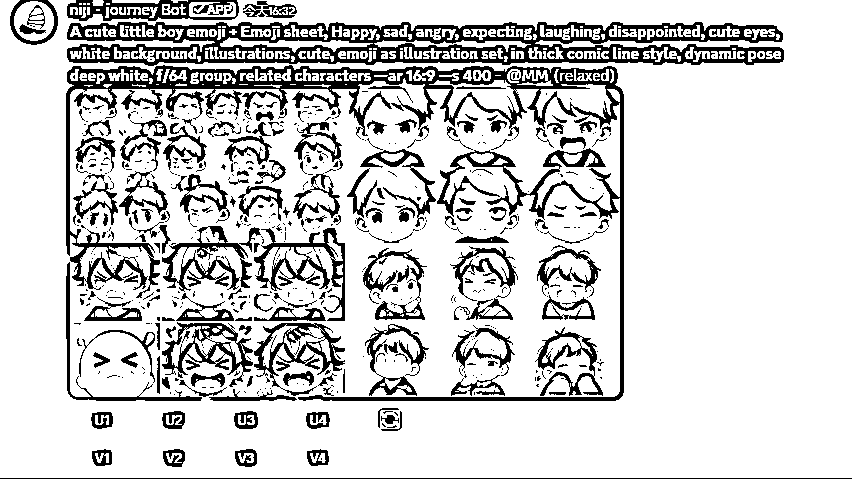 niji - journey Bot ✓APP 今天16:32
A cute little boy emoji + Emoji sheet, Happy, sad, angry, expecting, laughing, disappointed, cute eyes,
white background, illustrations, cute, emoji as illustration set, in thick comic line style, dynamic pose
deep white, f/64 group, related characters —ar 16:9 —s 400 - @MM (relaxed)
U1 U2 U3 U4
V1 V2 V3 V4